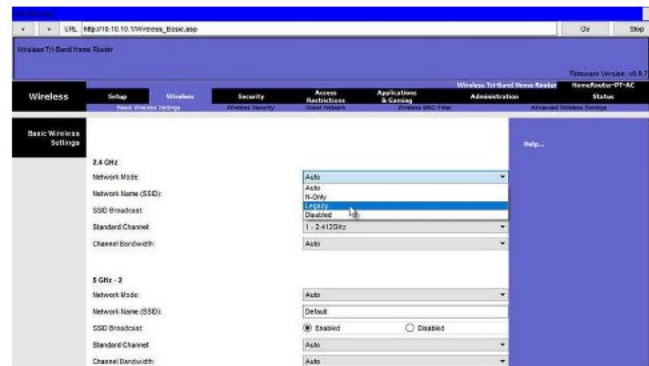 URL http://10.10.10.1/Wireless_Basic.asp Go Stop
Wireless Tri-Band Home Router
Firmware Version: v0.9.7
Wireless Tri-Band Home Router HomeRouter-PT-AC
Wireless Setup Wireless Security Access Restrictions Applications & Gaming Administration Status
Basic Wireless Settings Wireless Security Guest Network Wireless MAC Filter Advanced Wireless Settings
Basic Wireless Settings
Help...
2.4 GHz
Network Mode: Auto
Auto
Network Name (SSID): N-Only
Legacy
SSID Broadcast: Disabled
Standard Channel: 1 - 2.412GHz
Channel Bandwidth: Auto
5 GHz - 2
Network Mode: Auto
Network Name (SSID): Default
SSID Broadcast: Enabled Disabled
Standard Channel: Auto
Channel Bandwidth: Auto